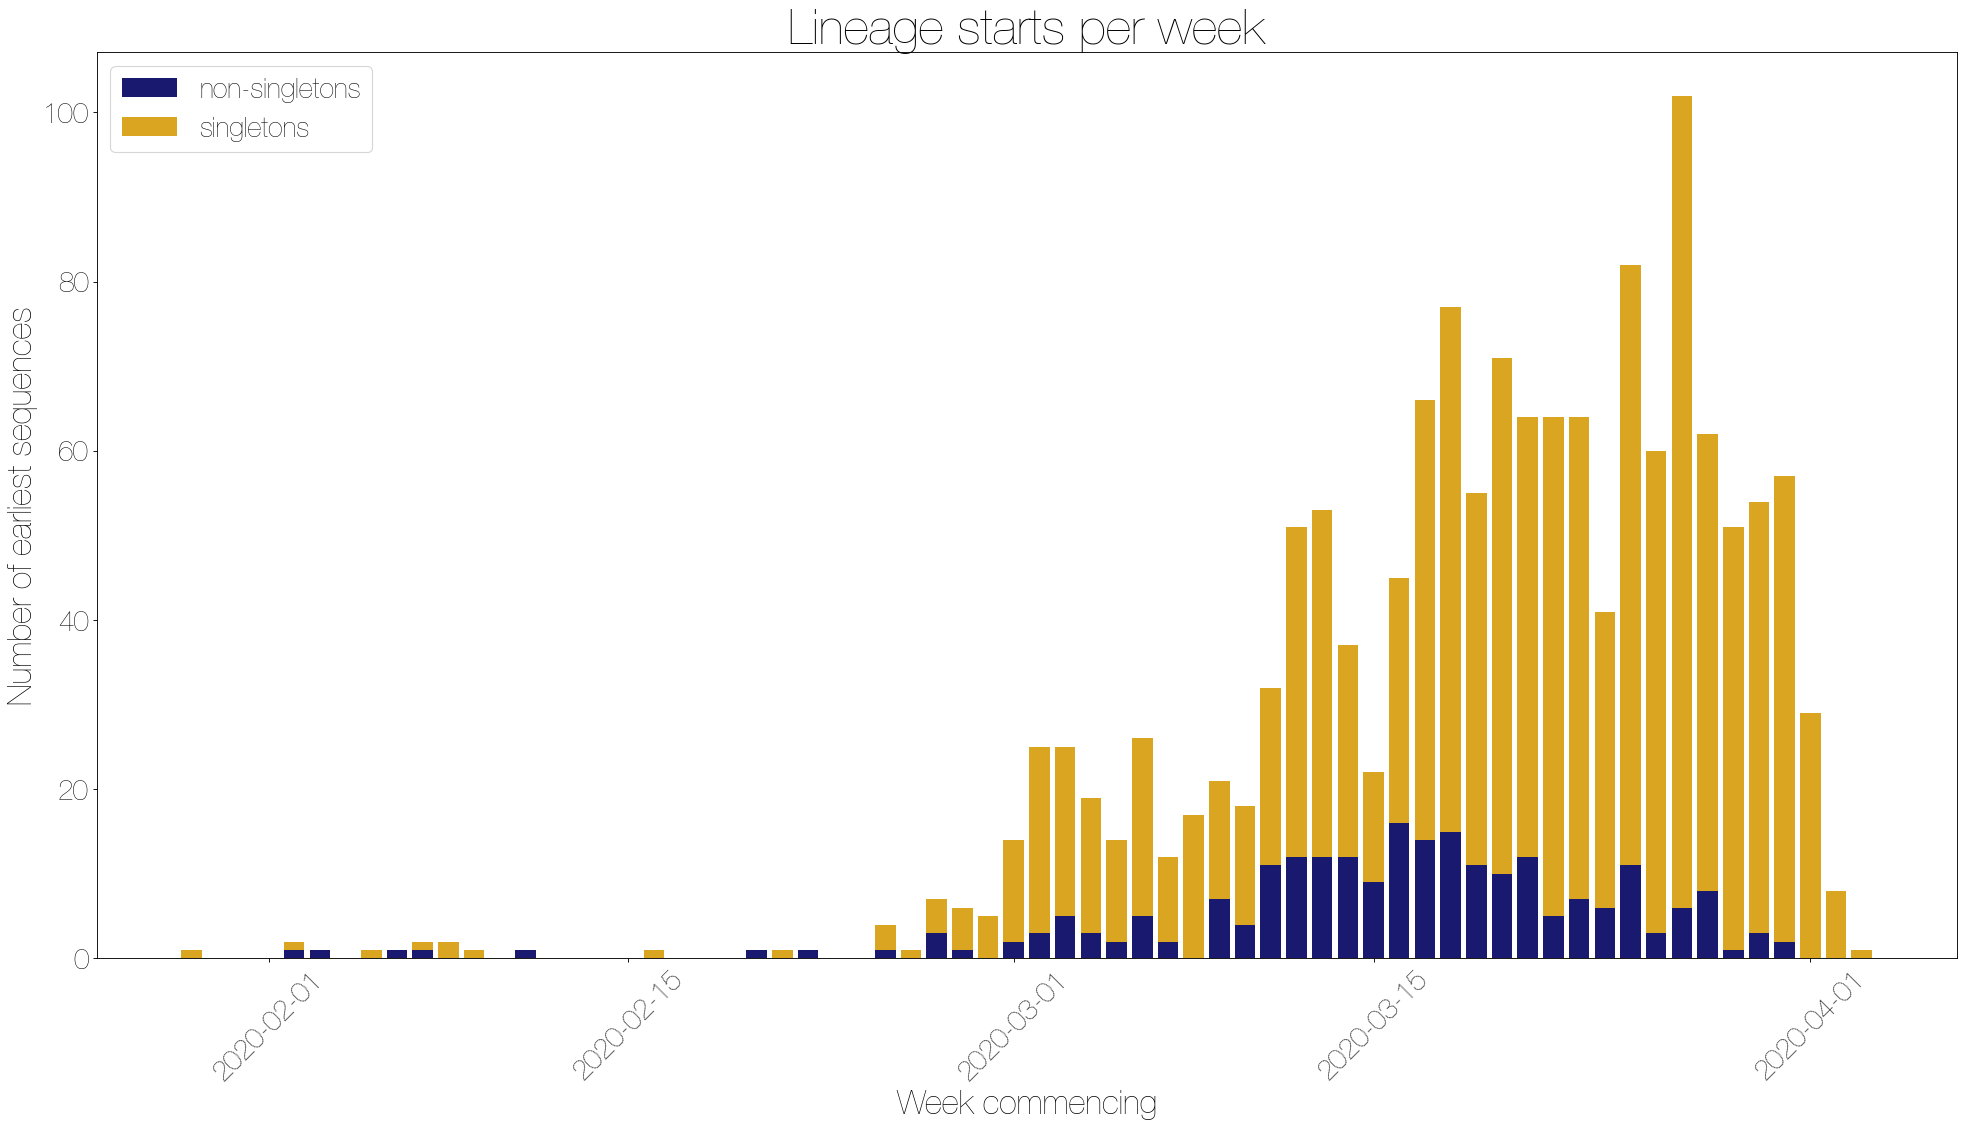 Lineage starts per week
non-singletons
singletons
Number of earliest sequences
100
80
60
40
20
0
2020-02-01
2020-02-15
2020-03-01
2020-03-15
2020-04-01
Week commencing